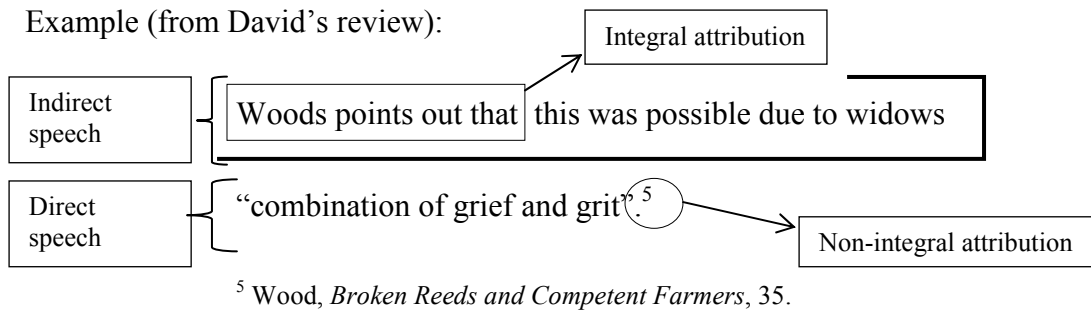 Example (from David’s review):
Integral attribution
Indirect
speech
Woods points out that this was possible due to widows
Direct
speech
“combination of grief and grit”.5
Non-integral attribution
5 Wood, Broken Reeds and Competent Farmers, 35.